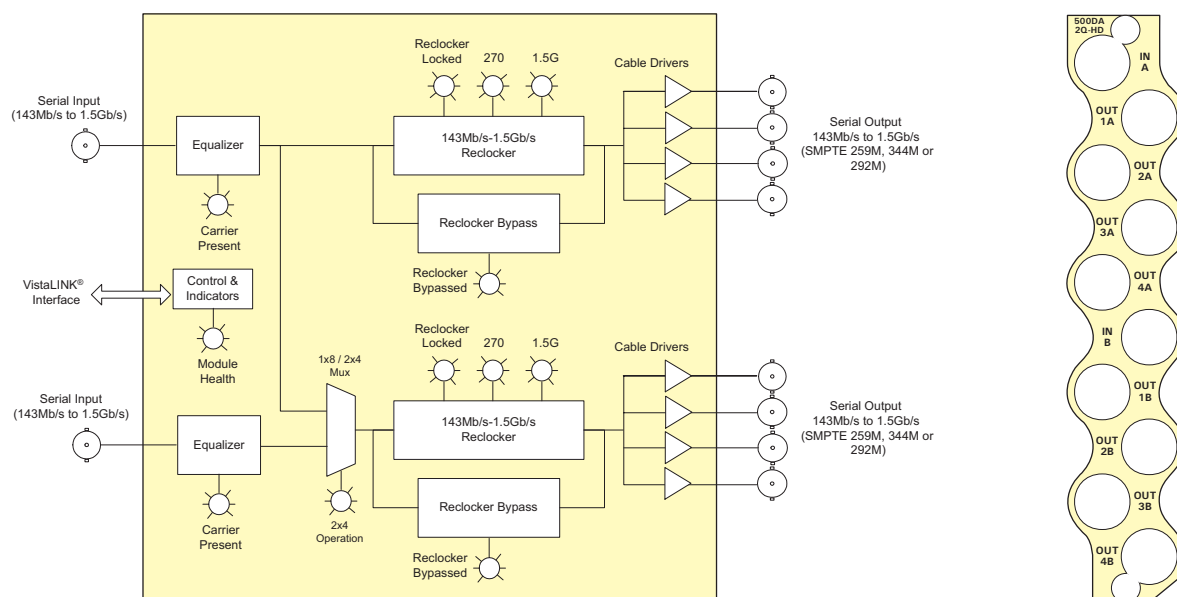 Reclocker
Locked
270
1.5G
Cable Drivers
Serial Input
(143Mb/s to 1.5Gb/s)
Equalizer
143Mb/s-1.5Gb/s
Reclocker
Serial Output
143Mb/s to 1.5Gb/s
(SMPTE 259M, 344M or
292M)
Carrier
Present
Reclocker Bypass
Reclocker
Bypassed
VistaLINK®
Interface
Control &
Indicators
Module
Health
1x8 / 2x4
Mux
Reclocker
Locked
270
1.5G
Cable Drivers
Serial Input
(143Mb/s to 1.5Gb/s)
Equalizer
143Mb/s-1.5Gb/s
Reclocker
Serial Output
143Mb/s to 1.5Gb/s
(SMPTE 259M, 344M or
292M)
Carrier
Present
2x4
Operation
Reclocker Bypass
Reclocker
Bypassed
500DA
2Q-HD
IN
A
OUT
1A
OUT
2A
OUT
3A
OUT
4A
IN
B
OUT
1B
OUT
2B
OUT
3B
OUT
4B